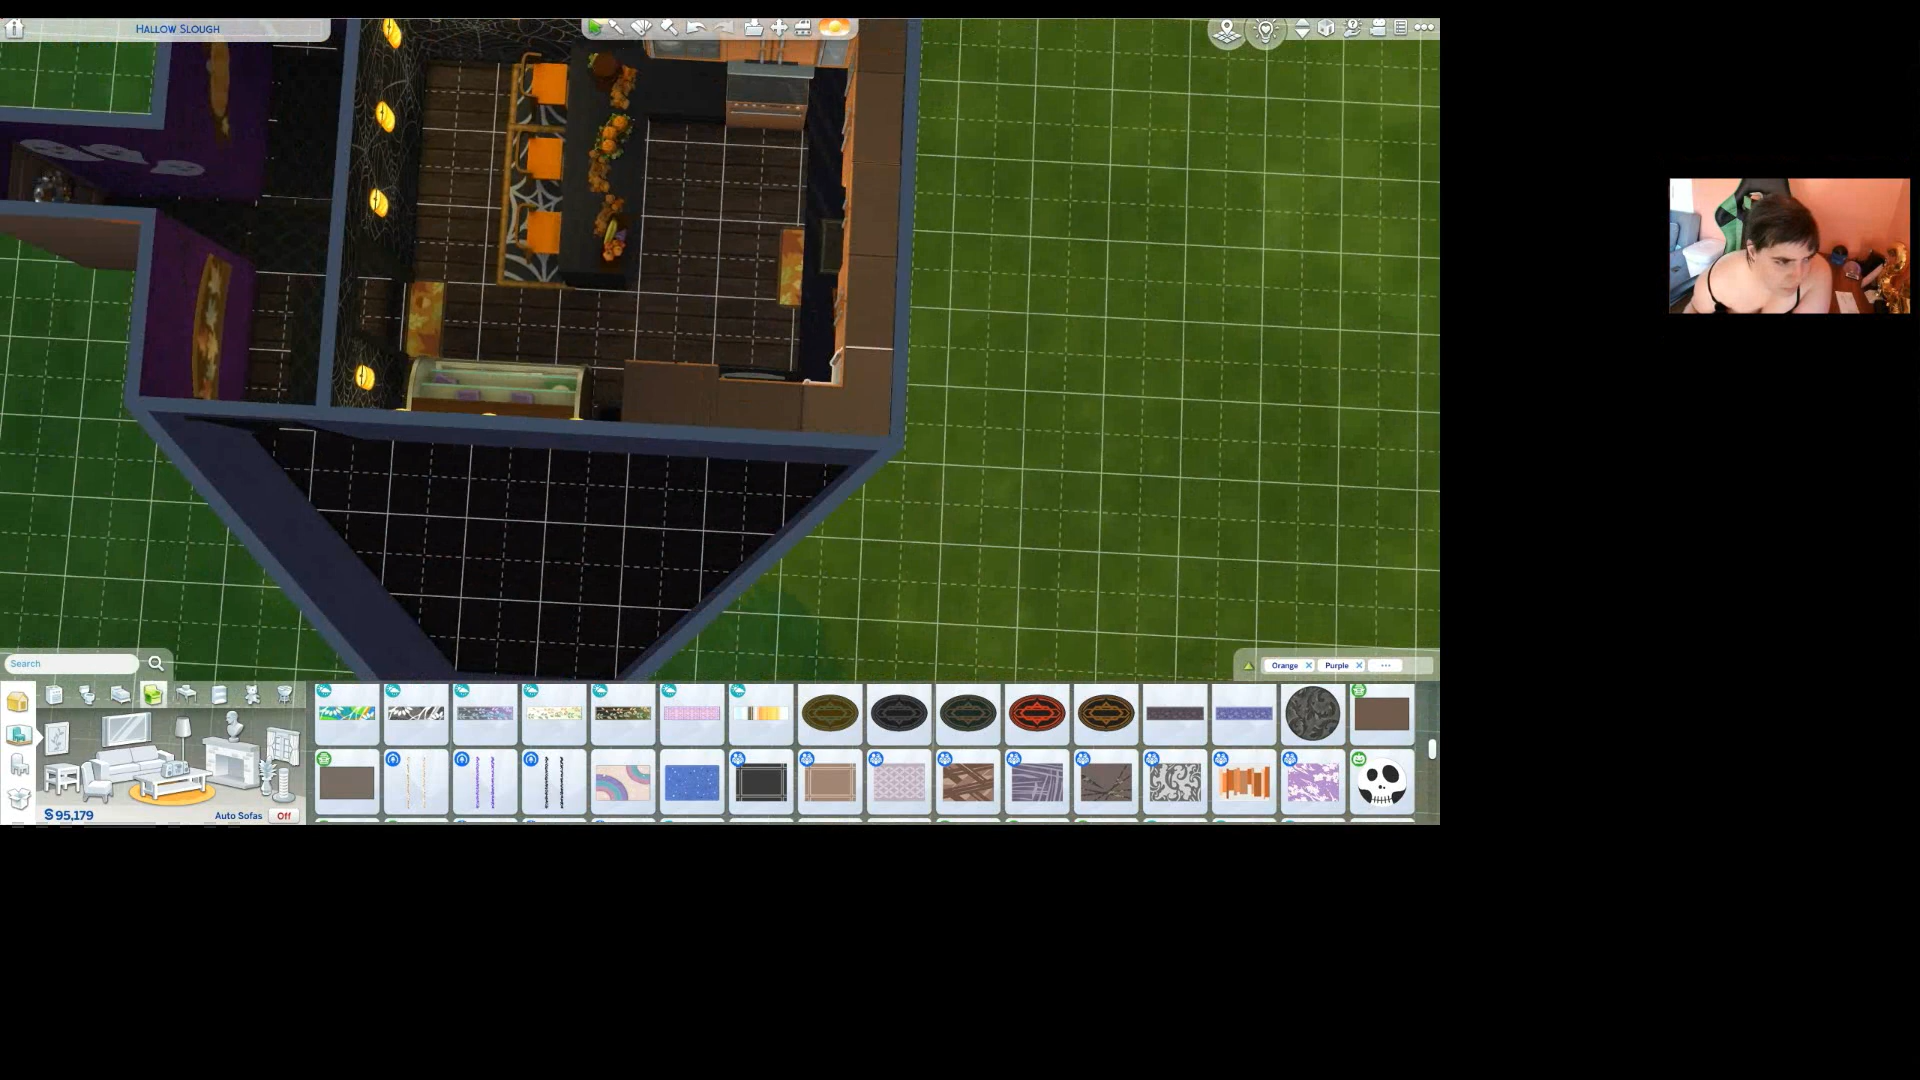 HALLOW SLOUGH
Search
Orange
Purple
$95,179
Auto Sofas
Off